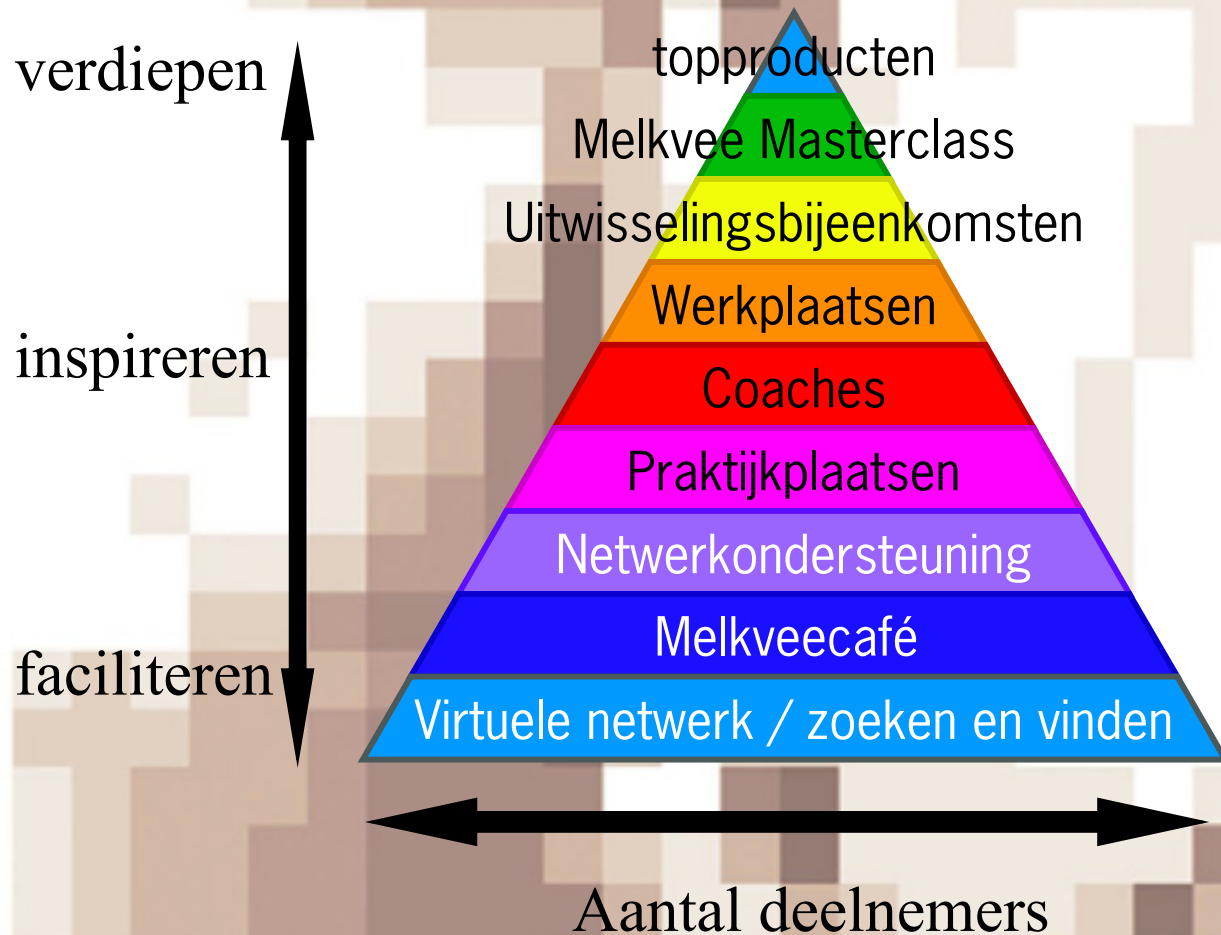 verdiepen
inspireren
faciliteren
topproducten
Melkvee Masterclass
Uitwisselingsbijeenkomsten
Werkplaatsen
Coaches
Praktijkplaatsen
Netwerkondersteuning
Melkveecafé
Virtuele netwerk / zoeken en vinden
Aantal deelnemers